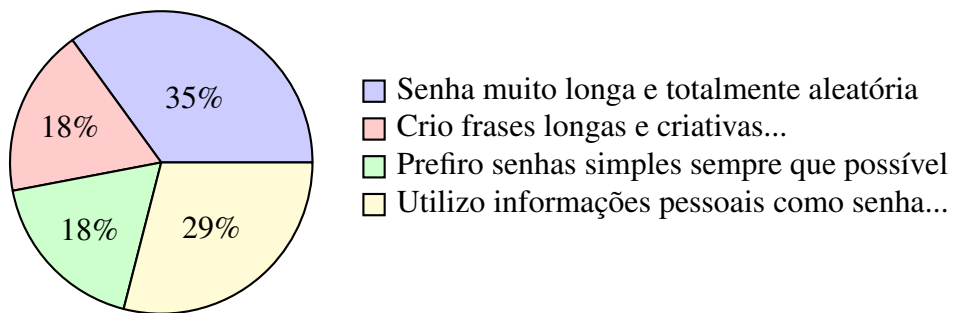 35%
18%
18%
29%
Senha muito longa e totalmente aleatória
Crio frases longas e criativas...
Prefiro senhas simples sempre que possível
Utilizo informações pessoais como senha...